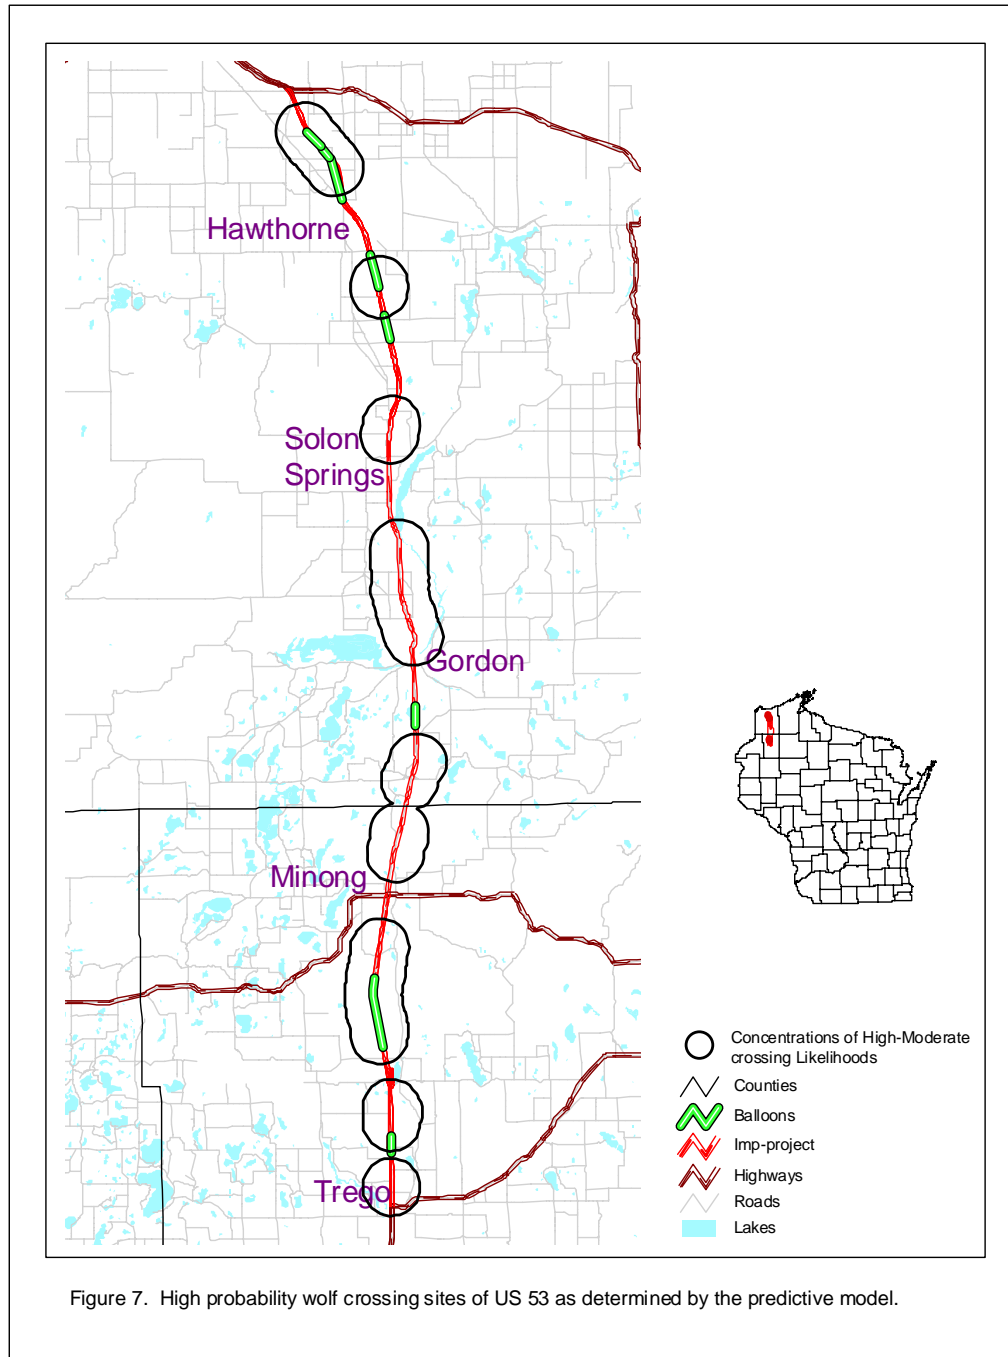 Hawthorne
Solon
Springs
Gordon
Minong
Trego
Concentrations of High-Moderate
crossing Likelihoods
Counties
Balloons
Imp-project
Highways
Roads
Lakes
Figure 7.  High probability wolf crossing sites of US 53 as determined by the predictive model.